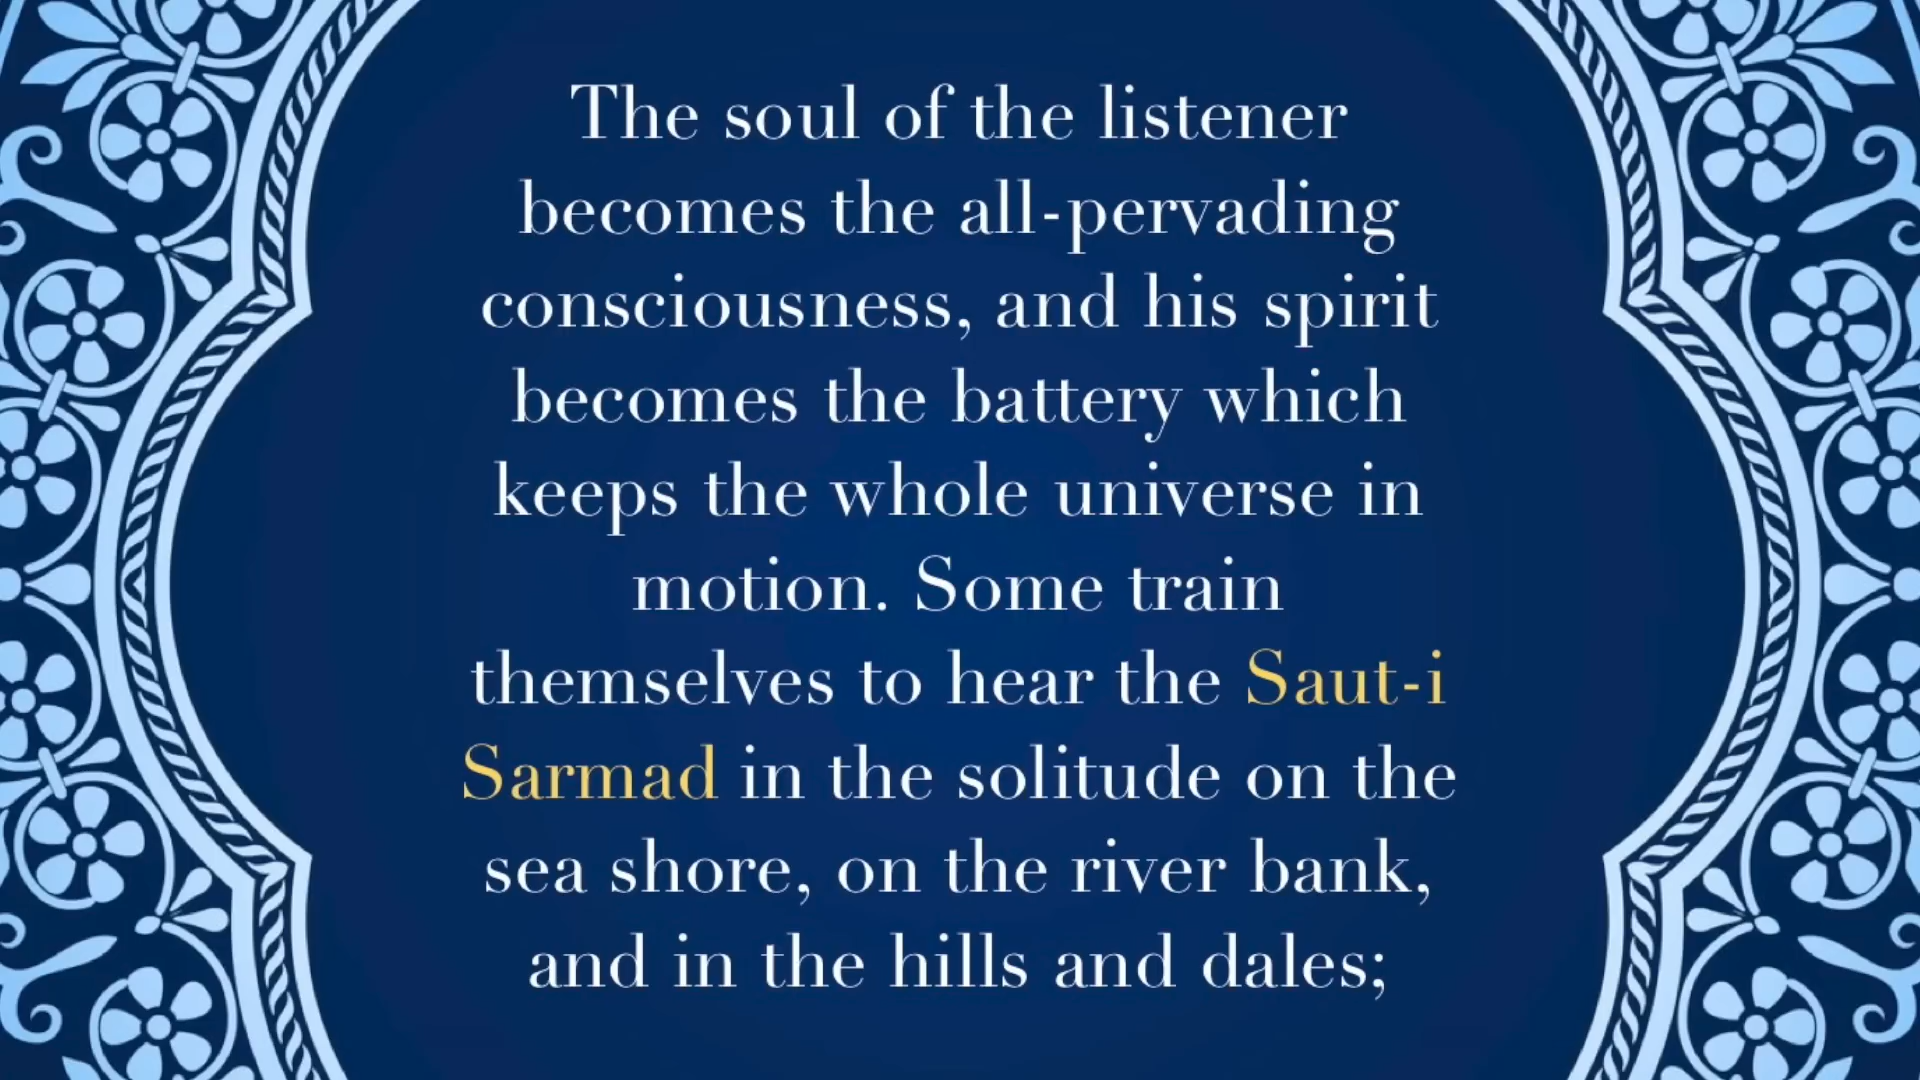 The soul of the listener
becomes the all-pervading
consciousness, and his spirit
becomes the battery which
keeps the whole universe in
motion. Some train
themselves to hear the Saut-i
Sarmad in the solitude on the
sea shore, on the river bank,
and in the hills and dales;